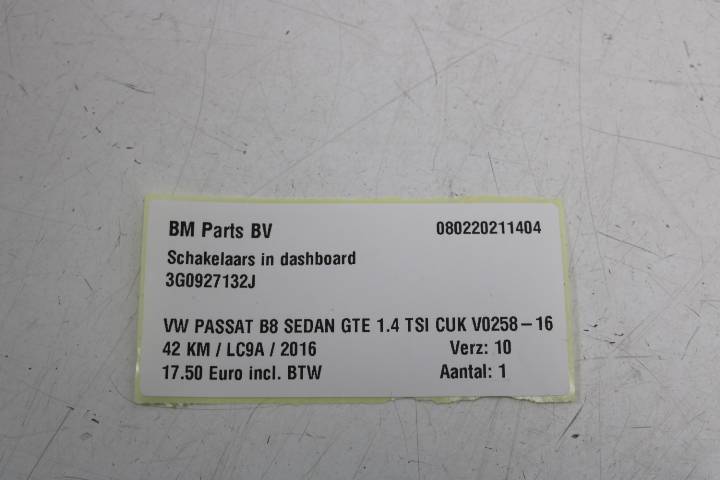 BM Parts BV 080220211404
Schakelaars in dashboard
3G0927132J
VW PASSAT B8 SEDAN GTE 1.4 TSI CUK V0258-16
42 KM / LC9A / 2016 Verz: 10
17.50 Euro incl. BTW Aantal: 1